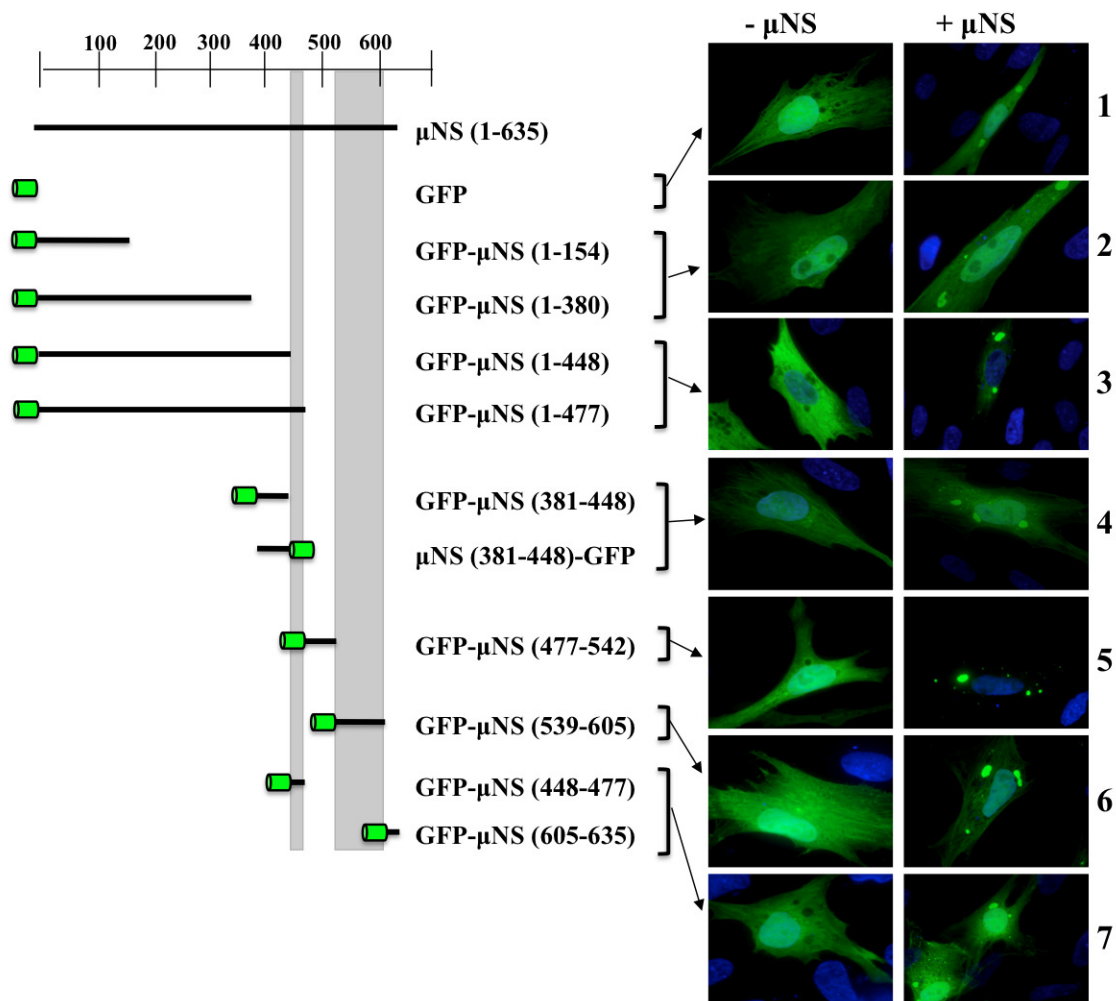 - μNS
+ μNS
100 200 300 400 500 600
μNS (1-635)
GFP
GFP-μNS (1-154)
GFP-μNS (1-380)
GFP-μNS (1-448)
GFP-μNS (1-477)
GFP-μNS (381-448)
μNS (381-448)-GFP
GFP-μNS (477-542)
GFP-μNS (539-605)
GFP-μNS (448-477)
GFP-μNS (605-635)
1
2
3
4
5
6
7